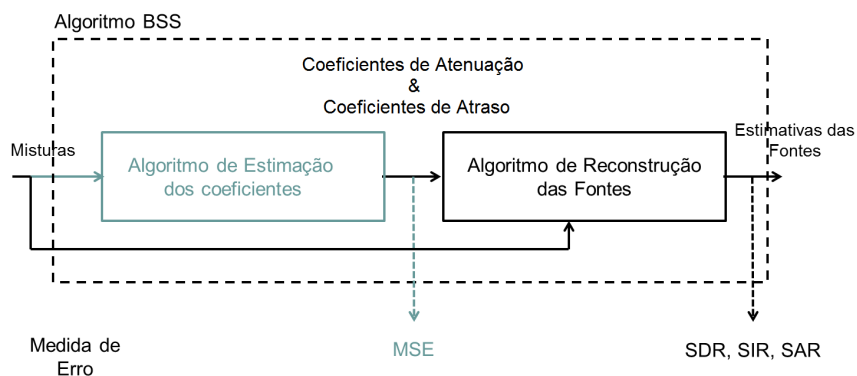 Algoritmo BSS
Coeficientes de Atenuação
&
Coeficientes de Atraso
Misturas
Algoritmo de Estimação
dos coeficientes
Algoritmo de Reconstrução
das Fontes
Estimativas das
Fontes
Medida de
Erro
MSE
SDR, SIR, SAR